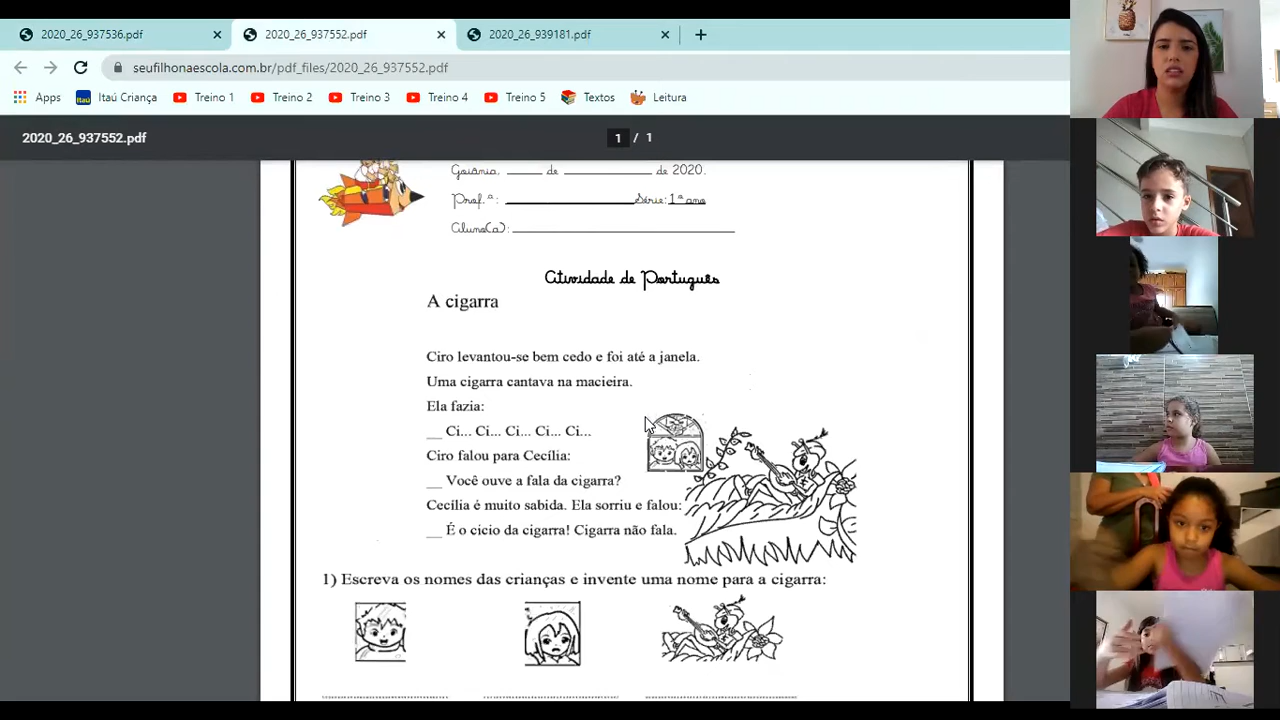 2020_26_937536.pdf
2020_26_937552.pdf
2020_26_939181.pdf
seufilhonaescola.com.br/pdf_files/2020_26_937552.pdf
Apps
Itaú Criança
Treino 1
Treino 2
Treino 3
Treino 4
Treino 5
Textos
Leitura
2020_26_937552.pdf
1 / 1
Goiânia, ______ de ______________ de 2020.
Prof.ª: ____________________ Série: 1º ano
Aluno(a): ___________________________________
Atividade de Português
A cigarra
Ciro levantou-se bem cedo e foi até a janela.
Uma cigarra cantava na macieira.
Ela fazia:
__ Ci... Ci... Ci... Ci... Ci...
Ciro falou para Cecília:
__ Você ouve a fala da cigarra?
Cecília é muito sabida. Ela sorriu e falou:
__ É o cicio da cigarra! Cigarra não fala.
1) Escreva os nomes das crianças e invente uma nome para a cigarra: